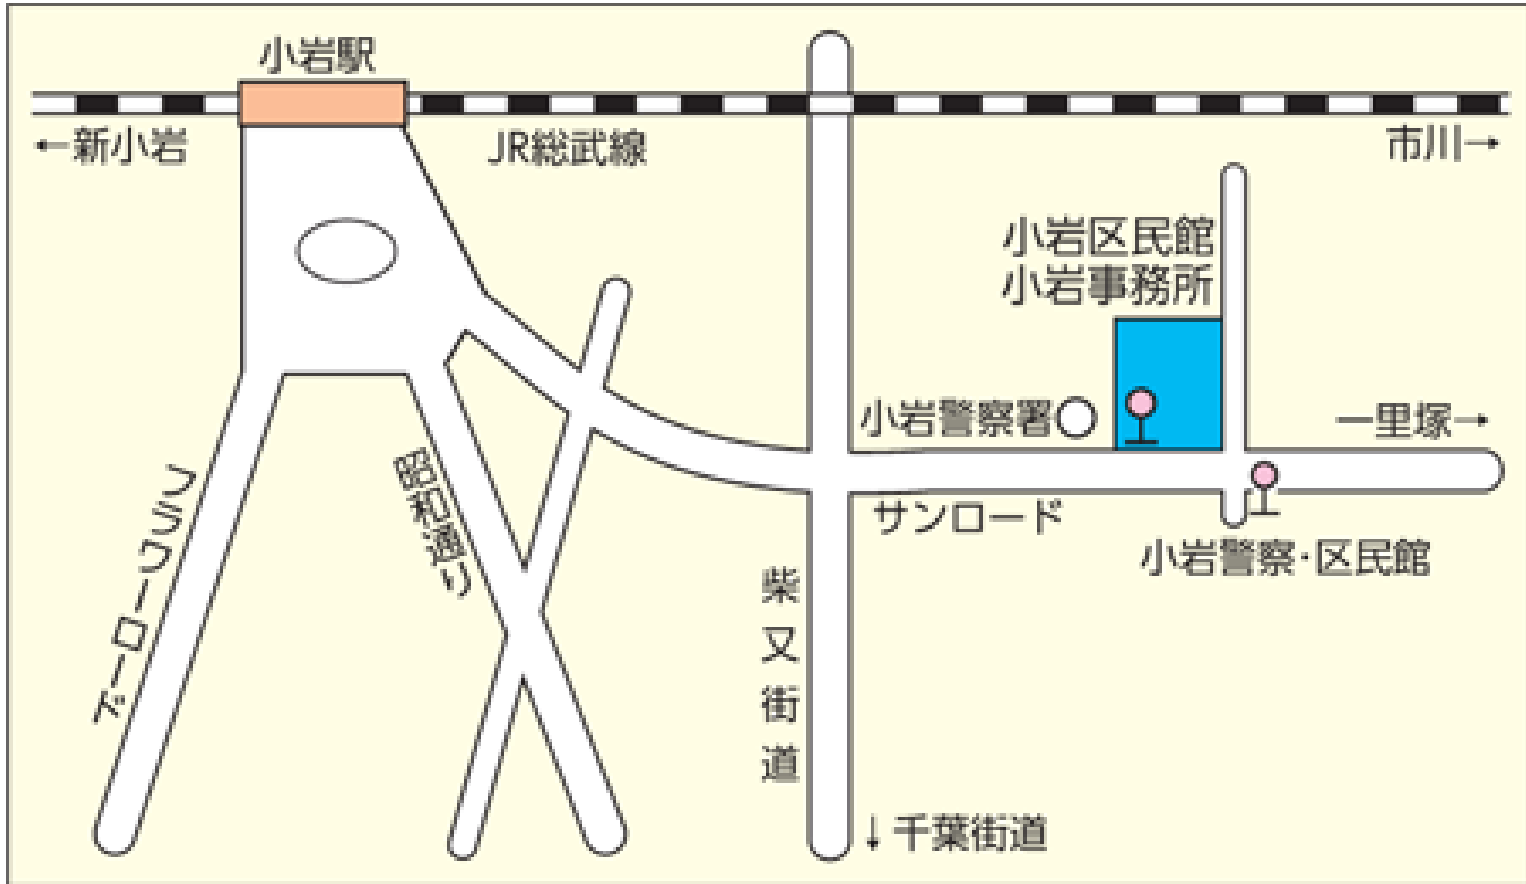 小岩駅
←新小岩
JR総武線
市川→
小岩区民館
小岩事務所
小岩警察署
一里塚→
サンロード
小岩警察・区民館
フラワーロード
昭和通り
柴又街道
↓千葉街道